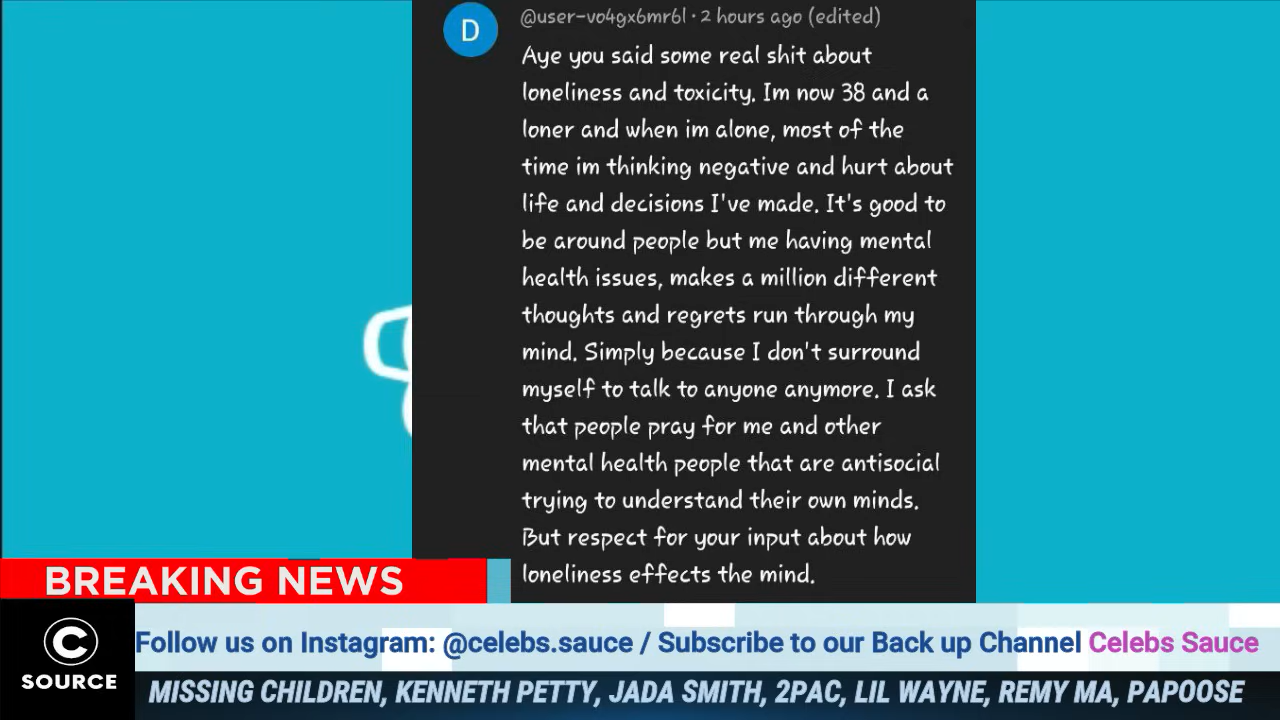 D
@user-vo4gx6mr6l · 2 hours ago (edited)
Aye you said some real shit about
loneliness and toxicity. Im now 38 and a
loner and when im alone, most of the
time im thinking negative and hurt about
life and decisions I've made. It's good to
be around people but me having mental
health issues, makes a million different
thoughts and regrets run through my
mind. Simply because I don't surround
myself to talk to anyone anymore. I ask
that people pray for me and other
mental health people that are antisocial
trying to understand their own minds.
But respect for your input about how
loneliness effects the mind.
BREAKING NEWS
C
SOURCE
Follow us on Instagram: @celebs.sauce / Subscribe to our Back up Channel Celebs Sauce
MISSING CHILDREN, KENNETH PETTY, JADA SMITH, 2PAC, LIL WAYNE, REMY MA, PAPOOSE